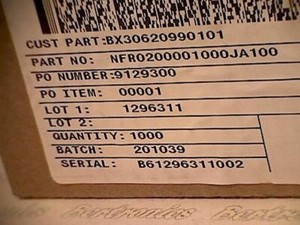 CUST PART:BX30620990101
PART NO: NFR0200001000JA100
PO NUMBER:9129300
PO ITEM: 00001
LOT 1: 1296311
LOT 2:
QUANTITY: 1000
BATCH: 201039
SERIAL: B61296311002